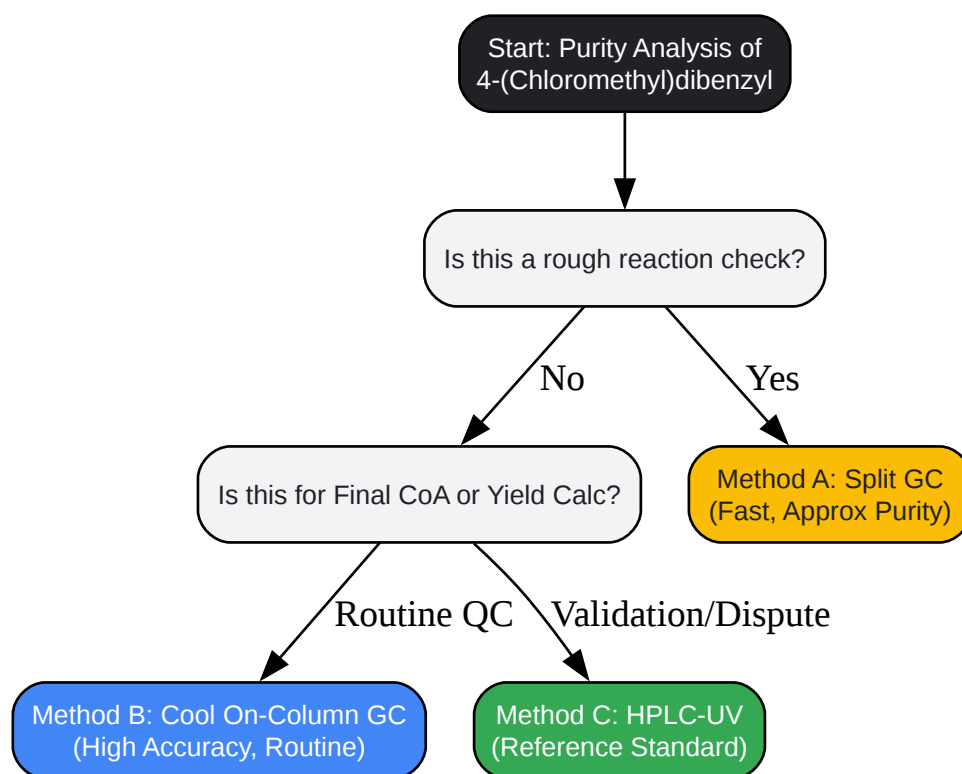 Start: Purity Analysis of
4-(Chloromethyl)dibenzyl
Is this a rough reaction check?
No
Yes
Is this for Final CoA or Yield Calc?
Method A: Split GC
(Fast, Approx Purity)
Routine QC
Validation/Dispute
Method B: Cool On-Column GC
(High Accuracy, Routine)
Method C: HPLC-UV
(Reference Standard)